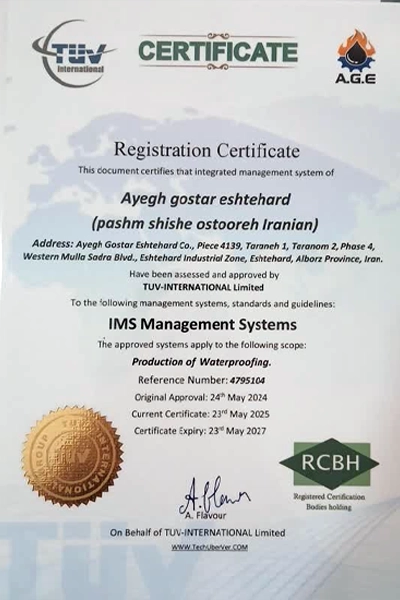 TÜV
International
CERTIFICATE
A.G.E
Registration Certificate
This document certifies that integrated management system of
Ayegh gostar eshtehard
(pashm shishe ostooreh Iranian)
Address: Ayegh Gostar Eshtehard Co., Piece 4139, Taraneh 1, Taranom 2, Phase 4,
Western Mulla Sadra Blvd., Eshtehard Industrial Zone, Eshtehard, Alborz Province, Iran.
Have been assessed and approved by
TUV-INTERNATIONAL Limited
To the following management systems, standards and guidelines:
IMS Management Systems
The approved systems apply to the following scope:
Production of Waterproofing.
Reference Number: 4795104
Original Approval: 24th May 2024
Current Certificate: 23rd May 2025
Certificate Expiry: 23rd May 2027
RCBH
Registered Certification
Bodies holding
A. Flavour
On Behalf of TUV-INTERNATIONAL Limited
WWW.TechUberVer.COM
TÜV